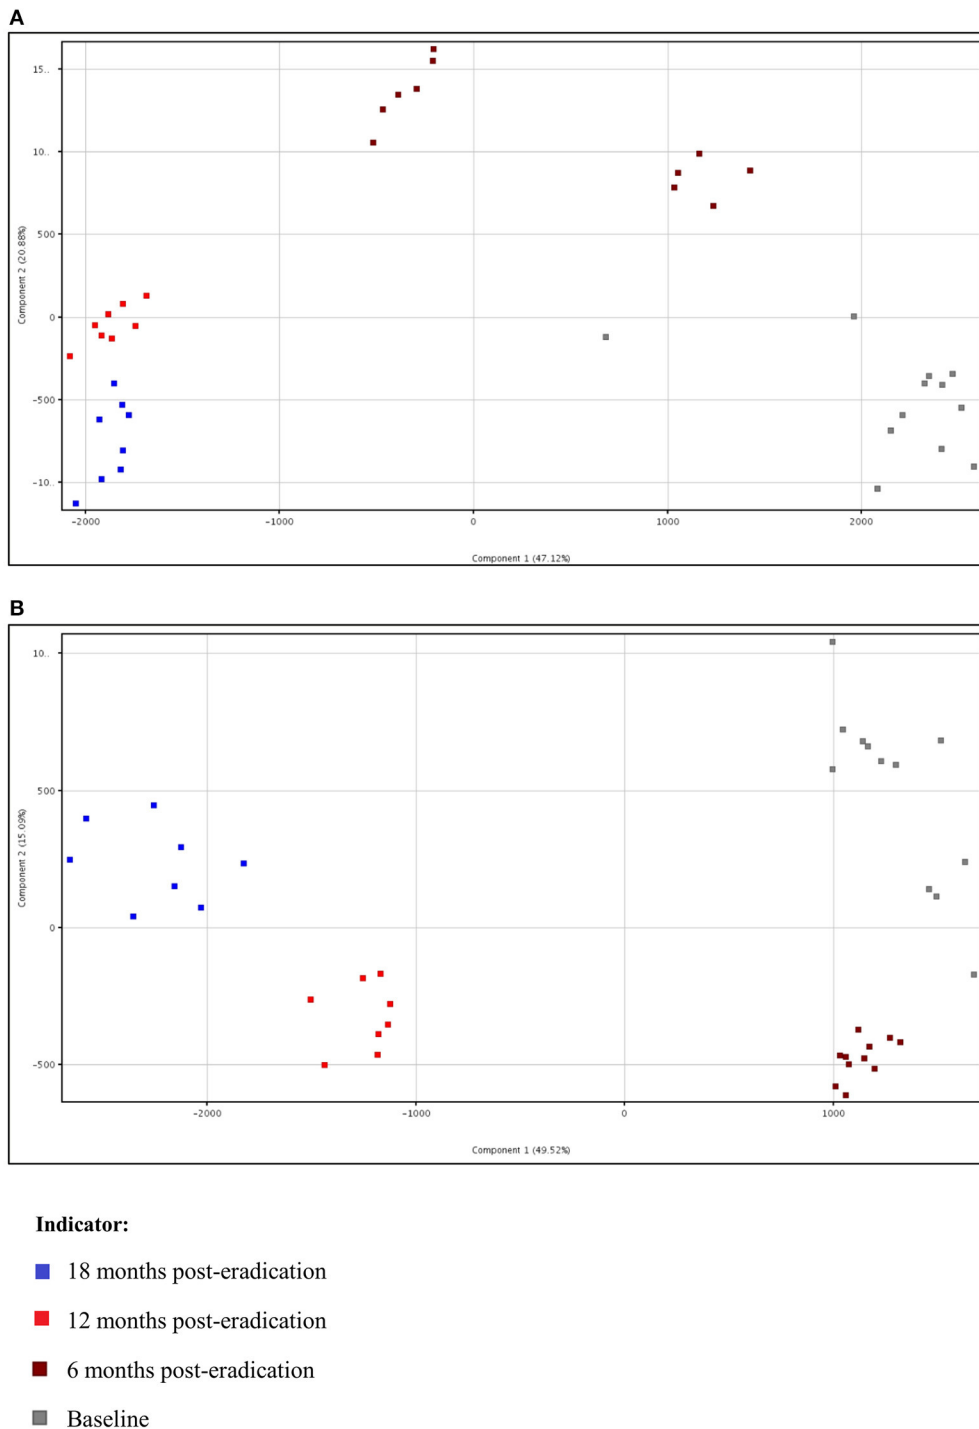 A
15..
10..
500
0
-500
-10..
Component 2 (20.88%)
-2000 -1000 0 1000 2000
Component 1 (47.12%)
B
10..
500
0
-500
Component 2 (15.09%)
-2000 -1000 0 1000
Component 1 (49.52%)
Indicator:
18 months post-eradication
12 months post-eradication
6 months post-eradication
Baseline